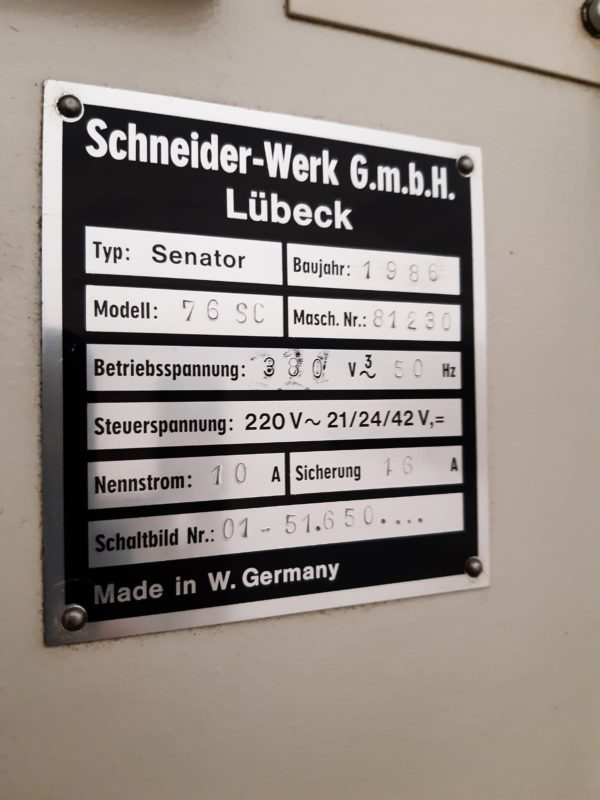 Schneider-Werk G.m.b.H.
Lübeck
Typ: Senator Baujahr: 1986
Modell: 76 SC Masch. Nr.: 81230
Betriebsspannung: 380 V 3~ 50 Hz
Steuerspannung: 220 V~ 21/24/42 V,=
Nennstrom: 10 A Sicherung 16 A
Schaltbild Nr.: 01-51.650....
Made in W. Germany